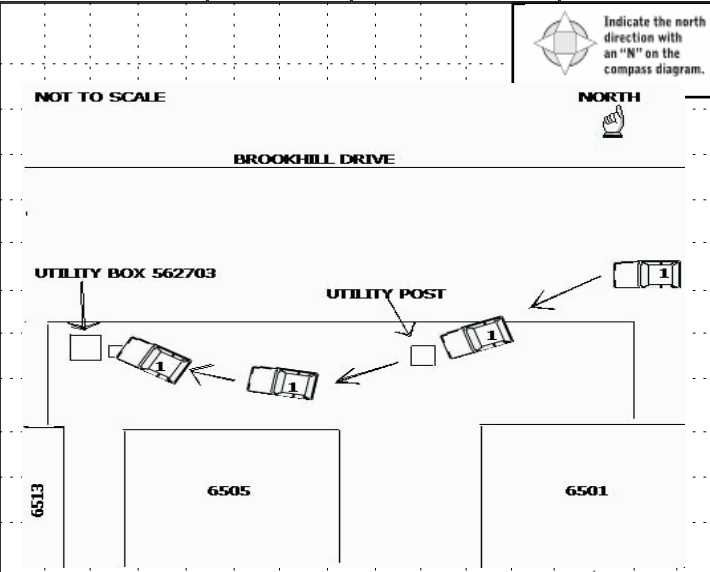 Indicate the north
direction with
an "N" on the
compass diagram.
NOT TO SCALE
NORTH
BROOKHILL DRIVE
UTILITY BOX 562703
1
UTILITY POST
1
1
1
6513
6505
6501